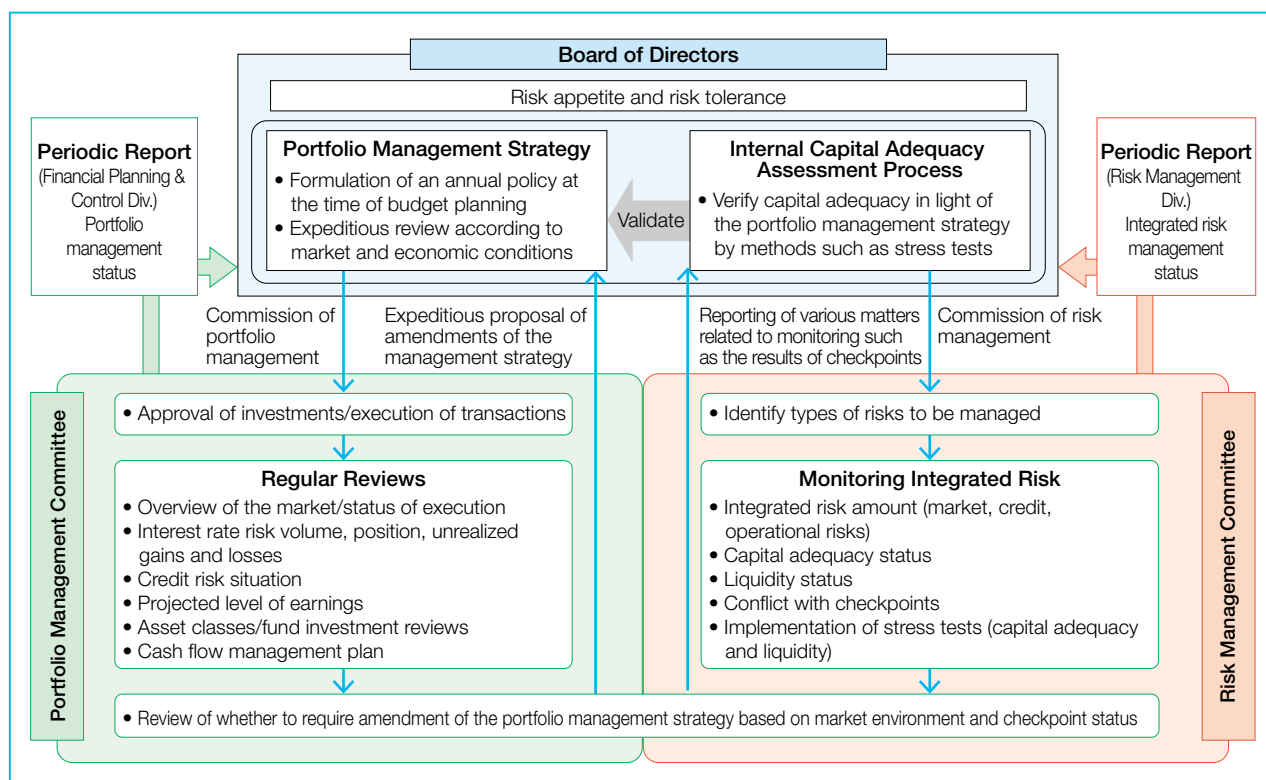 Board of Directors
Risk appetite and risk tolerance
Periodic Report
(Financial Planning &
Control Div.)
Portfolio
management
status
Portfolio Management Strategy
• Formulation of an annual policy at
the time of budget planning
• Expeditious review according to
market and economic conditions
Validate
Internal Capital Adequacy
Assessment Process
• Verify capital adequacy in light of
the portfolio management strategy
by methods such as stress tests
Periodic Report
(Risk Management
Div.)
Integrated risk
management
status
Commission of
portfolio
management
Expeditious proposal of
amendments of the
management strategy
Reporting of various matters
related to monitoring such
as the results of checkpoints
Commission of risk
management
Portfolio Management Committee
• Approval of investments/execution of transactions
Regular Reviews
• Overview of the market/status of execution
• Interest rate risk volume, position, unrealized
gains and losses
• Credit risk situation
• Projected level of earnings
• Asset classes/fund investment reviews
• Cash flow management plan
• Identify types of risks to be managed
Monitoring Integrated Risk
• Integrated risk amount (market, credit,
operational risks)
• Capital adequacy status
• Liquidity status
• Conflict with checkpoints
• Implementation of stress tests (capital adequacy
and liquidity)
Risk Management Committee
• Review of whether to require amendment of the portfolio management strategy based on market environment and checkpoint status